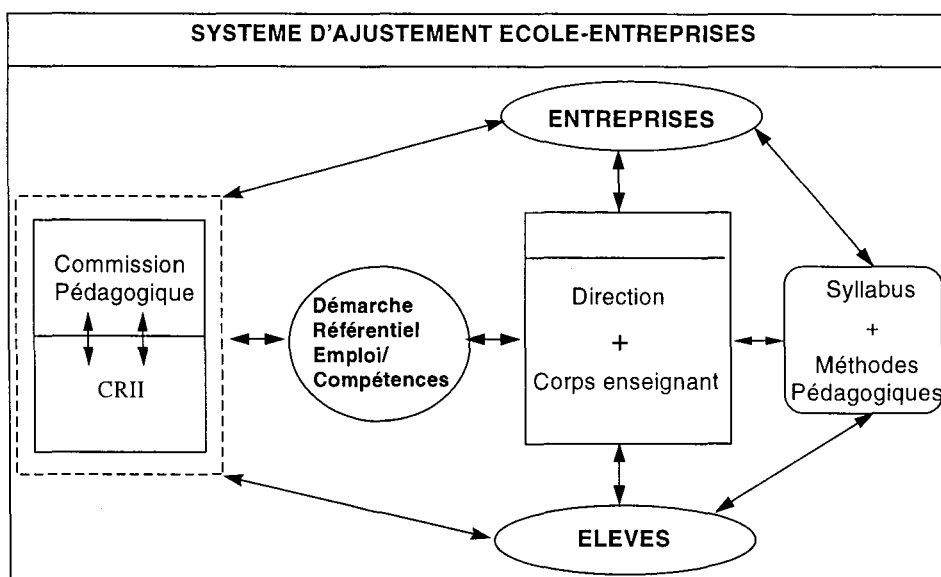 SYSTEME D'AJUSTEMENT ECOLE-ENTREPRISES
ENTREPRISES
Commission
Pédagogique
CRII
Démarche
Référentiel
Emploi/
Compétences
Direction
+
Corps enseignant
Syllabus
+
Méthodes
Pédagogiques
ELEVES